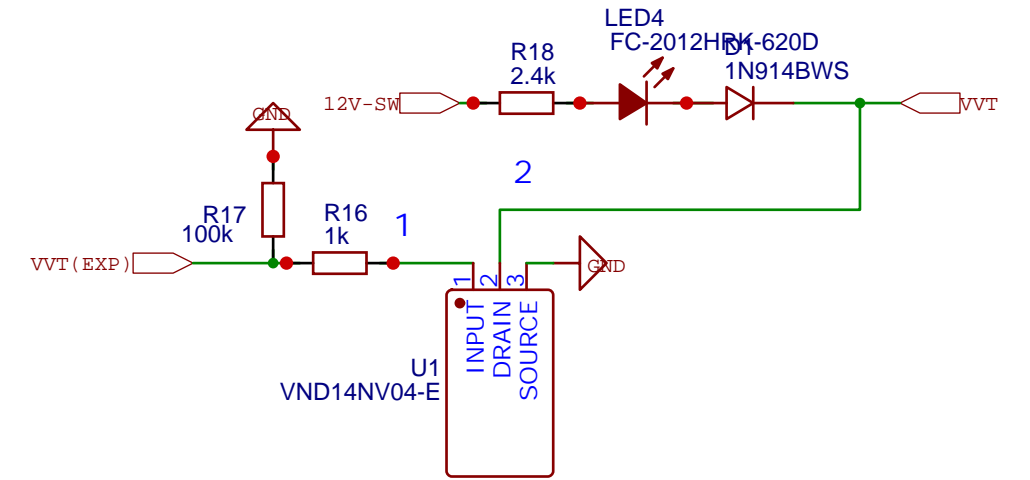 LED4
FC-2012HRK-620D
D1
1N914BWS
R18
2.4k
12V-SW
VVT
GND
2
R17
100k
R16
1k
1
VVT(EXP)
GND
1
2
3
INPUT
DRAIN
SOURCE
U1
VND14NV04-E